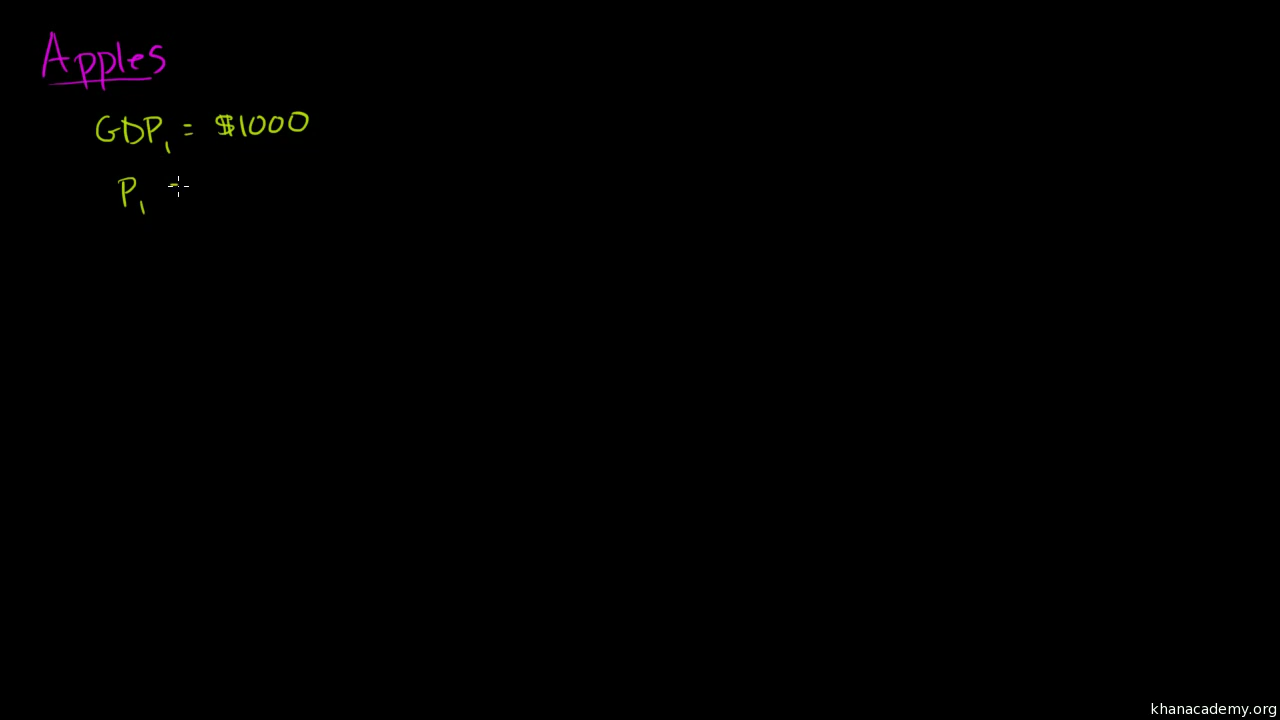 Apples
GDP₁ = $1000
P₁ =
khanacademy.org